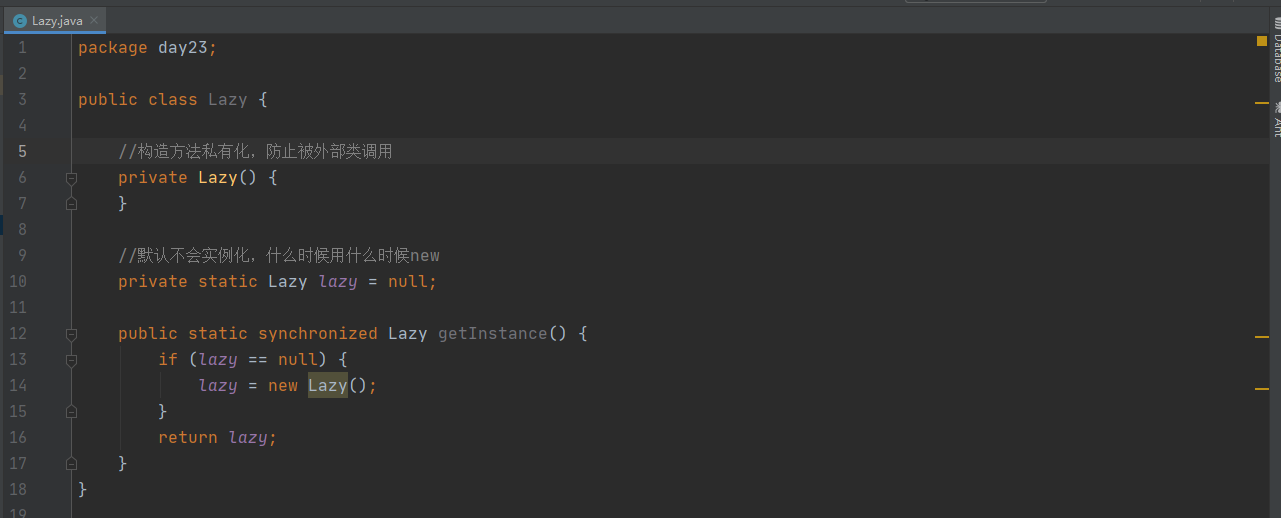 Lazy.java
1 package day23;
2
3 public class Lazy {
4
5 //构造方法私有化，防止被外部类调用
6 private Lazy() {
7 }
8
9 //默认不会实例化，什么时候用什么时候new
10 private static Lazy lazy = null;
11
12 public static synchronized Lazy getInstance() {
13 if (lazy == null) {
14 lazy = new Lazy();
15 }
16 return lazy;
17 }
18 }
19
Database
Ant